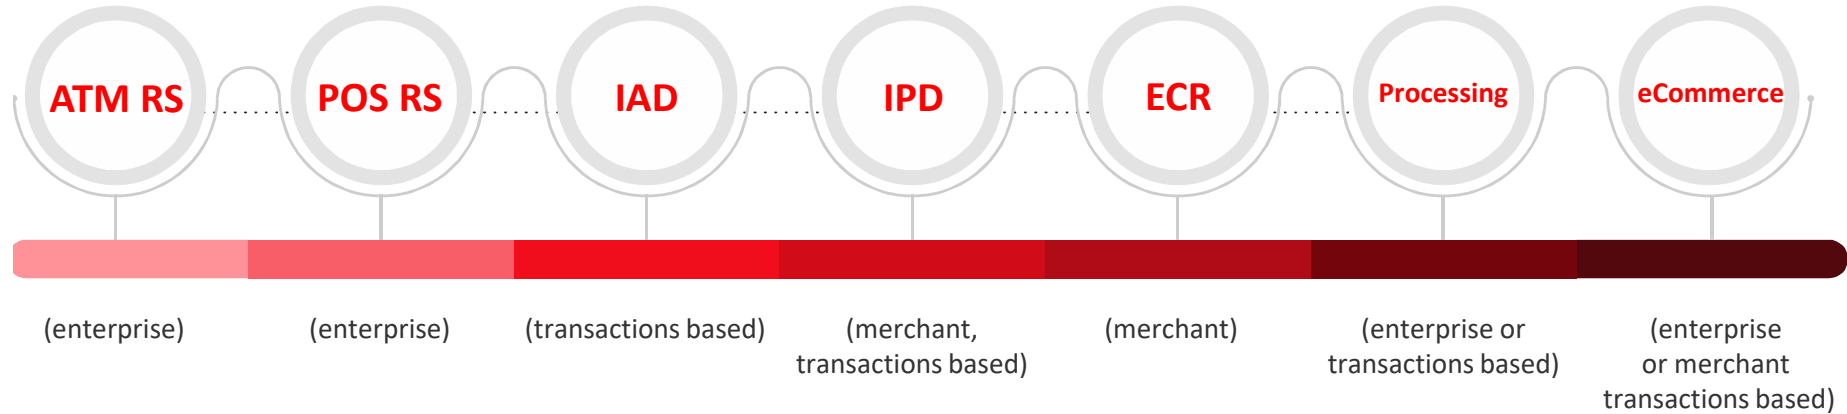 ATM RS
POS RS
IAD
IPD
ECR
Processing
eCommerce
(enterprise)
(enterprise)
(transactions based)
(merchant,
transactions based)
(merchant)
(enterprise or
transactions based)
(enterprise
or merchant
transactions based)